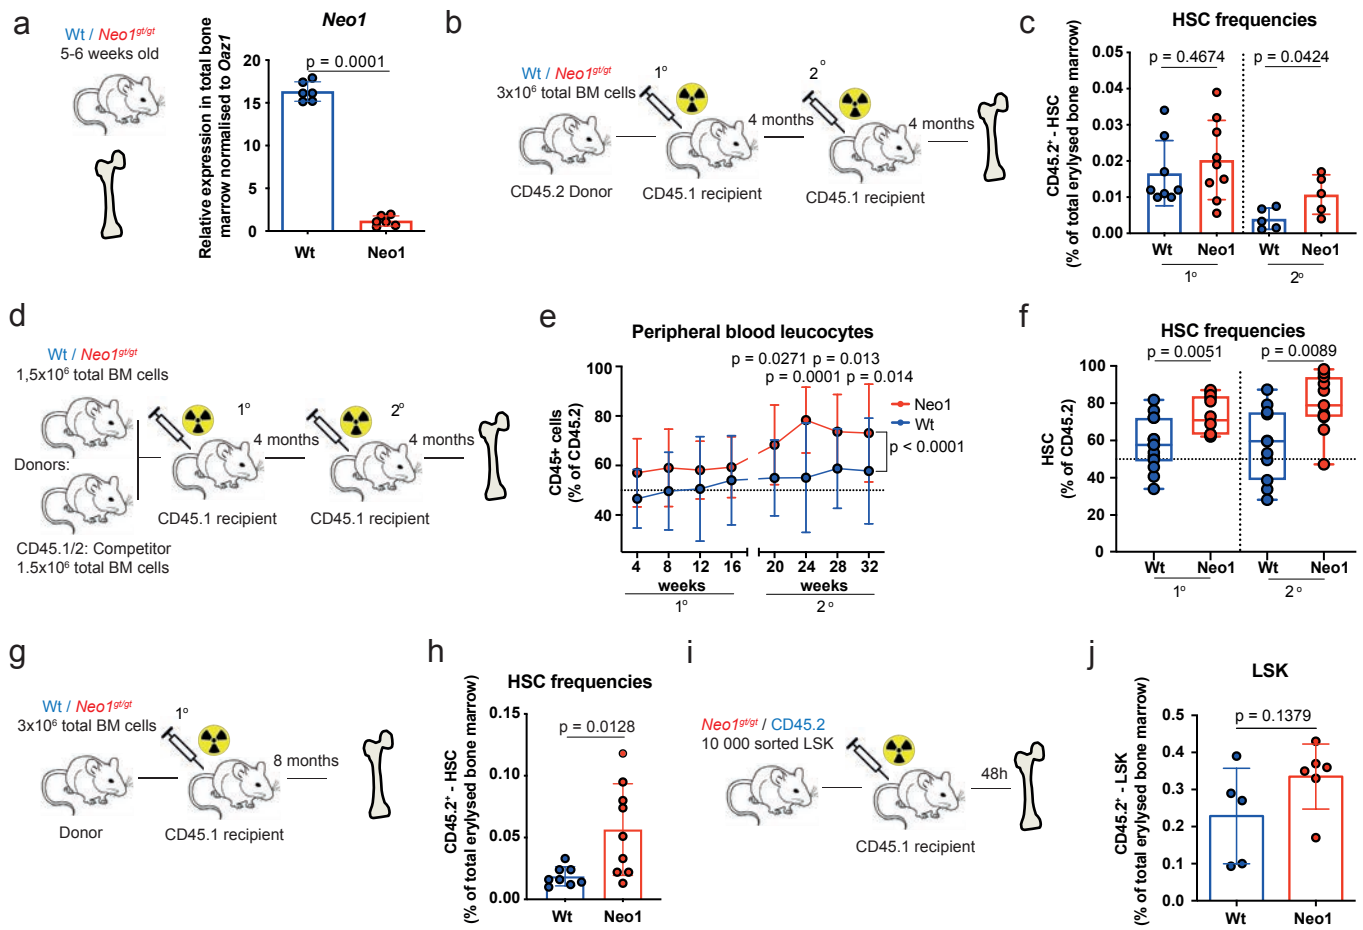 a
Wt / Neo1gt/gt
5-6 weeks old
Neo1
Relative expression in total bone
marrow normalised to Oaz1
20
15
10
5
0
p = 0.0001
Wt
Neo1
b
Wt / Neo1gt/gt
3x10⁶ total BM cells
1°
2°
4 months
4 months
CD45.2 Donor
CD45.1 recipient
CD45.1 recipient
c
HSC frequencies
CD45.2⁺ - HSC
(% of total erylysed bone marrow)
0.05
0.04
0.03
0.02
0.01
0.00
p = 0.4674
p = 0.0424
Wt
Neo1
Wt
Neo1
1°
2°
d
Wt / Neo1gt/gt
1,5x10⁶ total BM cells
1°
2°
4 months
4 months
Donors:
CD45.1 recipient
CD45.1 recipient
CD45.1/2: Competitor
1.5x10⁶ total BM cells
e
Peripheral blood leucocytes
CD45+ cells
(% of CD45.2)
100
80
60
40
p = 0.0271
p = 0.013
p = 0.0001
p = 0.014
Neo1
Wt
p < 0.0001
4
8
12
16
20
24
28
32
weeks
weeks
1°
2°
f
HSC frequencies
HSC
(% of CD45.2)
100
80
60
40
20
0
p = 0.0051
p = 0.0089
Wt
Neo1
Wt
Neo1
1°
2°
g
Wt / Neo1gt/gt
3x10⁶ total BM cells
1°
8 months
Donor
CD45.1 recipient
h
HSC frequencies
CD45.2⁺ - HSC
(% of total erylysed bone marrow)
0.15
0.10
0.05
0.00
p = 0.0128
Wt
Neo1
i
Neo1gt/gt / CD45.2
10 000 sorted LSK
48h
CD45.1 recipient
j
LSK
CD45.2⁺ - LSK
(% of total erylysed bone marrow)
0.5
0.4
0.3
0.2
0.1
0.0
p = 0.1379
Wt
Neo1